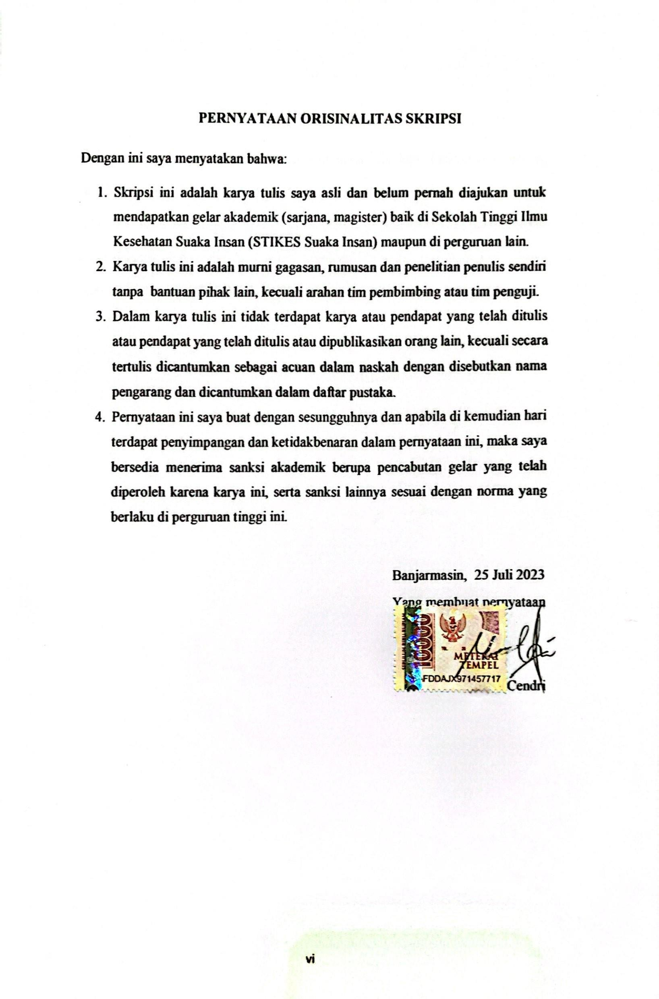 PERNYATAAN ORISINALITAS SKRIPSI
Dengan ini saya menyatakan bahwa:
1. Skripsi ini adalah karya tulis saya asli dan belum pernah diajukan untuk
mendapatkan gelar akademik (sarjana, magister) baik di Sekolah Tinggi Ilmu
Kesehatan Suaka Insan (STIKES Suaka Insan) maupun di perguruan lain.
2. Karya tulis ini adalah murni gagasan, rumusan dan penelitian penulis sendiri
tanpa bantuan pihak lain, kecuali arahan tim pembimbing atau tim penguji.
3. Dalam karya tulis ini tidak terdapat karya atau pendapat yang telah ditulis
atau pendapat yang telah ditulis atau dipublikasikan orang lain, kecuali secara
tertulis dicantumkan sebagai acuan dalam naskah dengan disebutkan nama
pengarang dan dicantumkan dalam daftar pustaka.
4. Pernyataan ini saya buat dengan sesungguhnya dan apabila di kemudian hari
terdapat penyimpangan dan ketidakbenaran dalam pernyataan ini, maka saya
bersedia menerima sanksi akademik berupa pencabutan gelar yang telah
diperoleh karena karya ini, serta sanksi lainnya sesuai dengan norma yang
berlaku di perguruan tinggi ini.
Banjarmasin, 25 Juli 2023
Yang membuat pernyataan
SEPULUH RIBU RUPIAH
10000
METERAI
TEMPEL
FDDAJX971457717
Cendri
vi